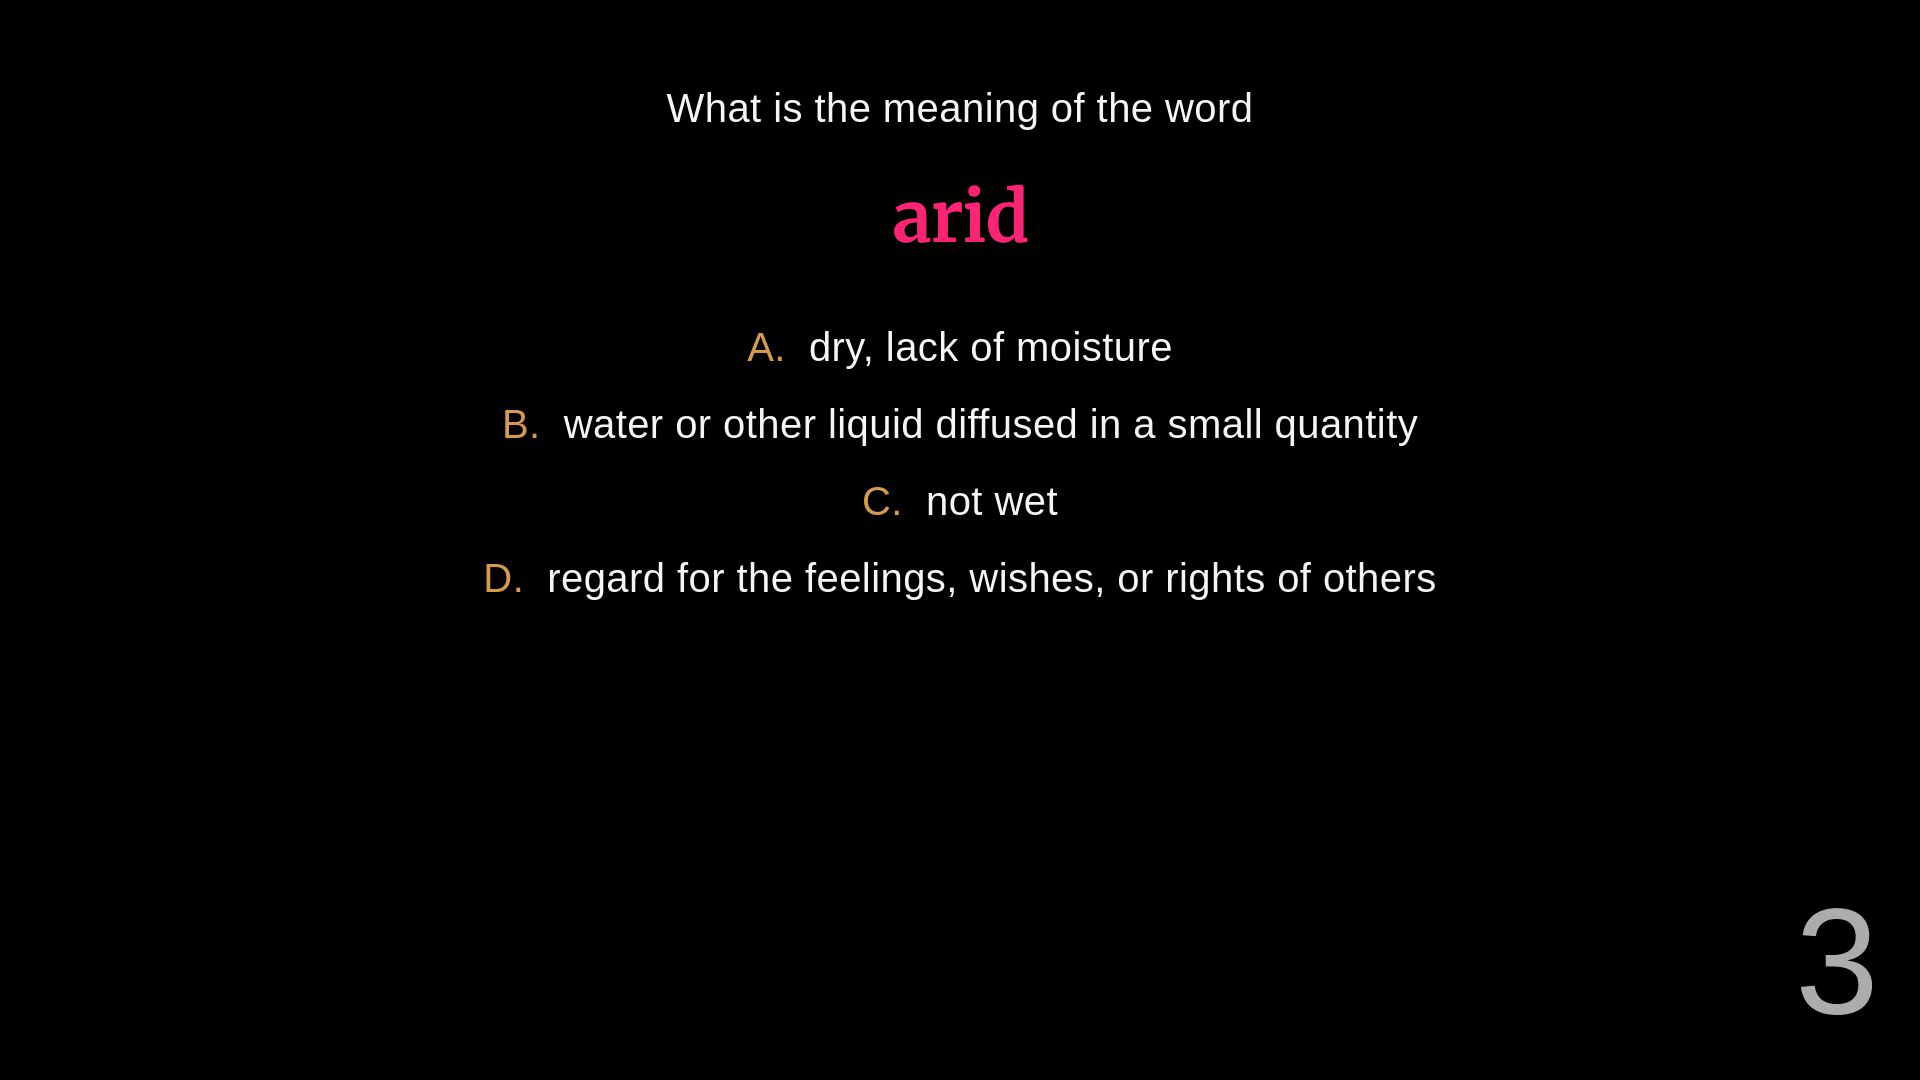 What is the meaning of the word
arid
A. dry, lack of moisture
B. water or other liquid diffused in a small quantity
C. not wet
D. regard for the feelings, wishes, or rights of others
3